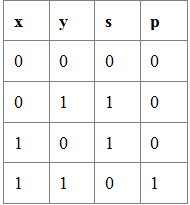 x y s p
0 0 0 0
0 1 1 0
1 0 1 0
1 1 0 1